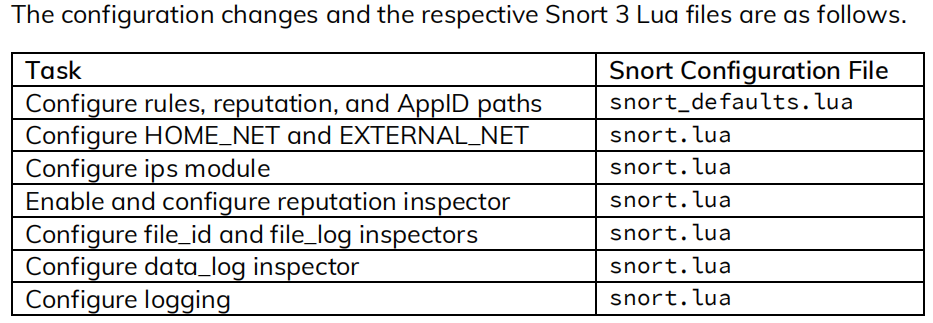 The configuration changes and the respective Snort 3 Lua files are as follows.
Task Snort Configuration File
Configure rules, reputation, and AppID paths snort_defaults.lua
Configure HOME_NET and EXTERNAL_NET snort.lua
Configure ips module snort.lua
Enable and configure reputation inspector snort.lua
Configure file_id and file_log inspectors snort.lua
Configure data_log inspector snort.lua
Configure logging snort.lua